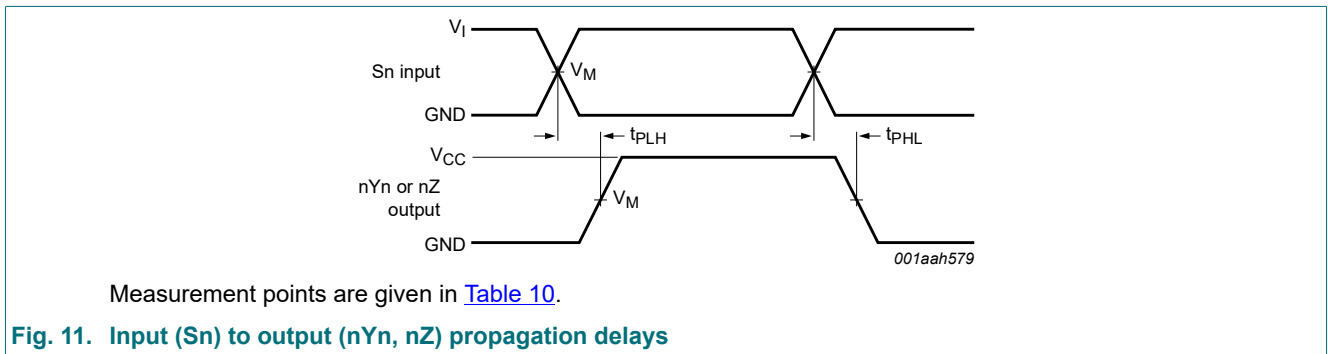 VI
Sn input
VM
GND
tPLH
tPHL
VCC
nYn or nZ
output
VM
GND
001aah579
Measurement points are given in Table 10.
Fig. 11. Input (Sn) to output (nYn, nZ) propagation delays